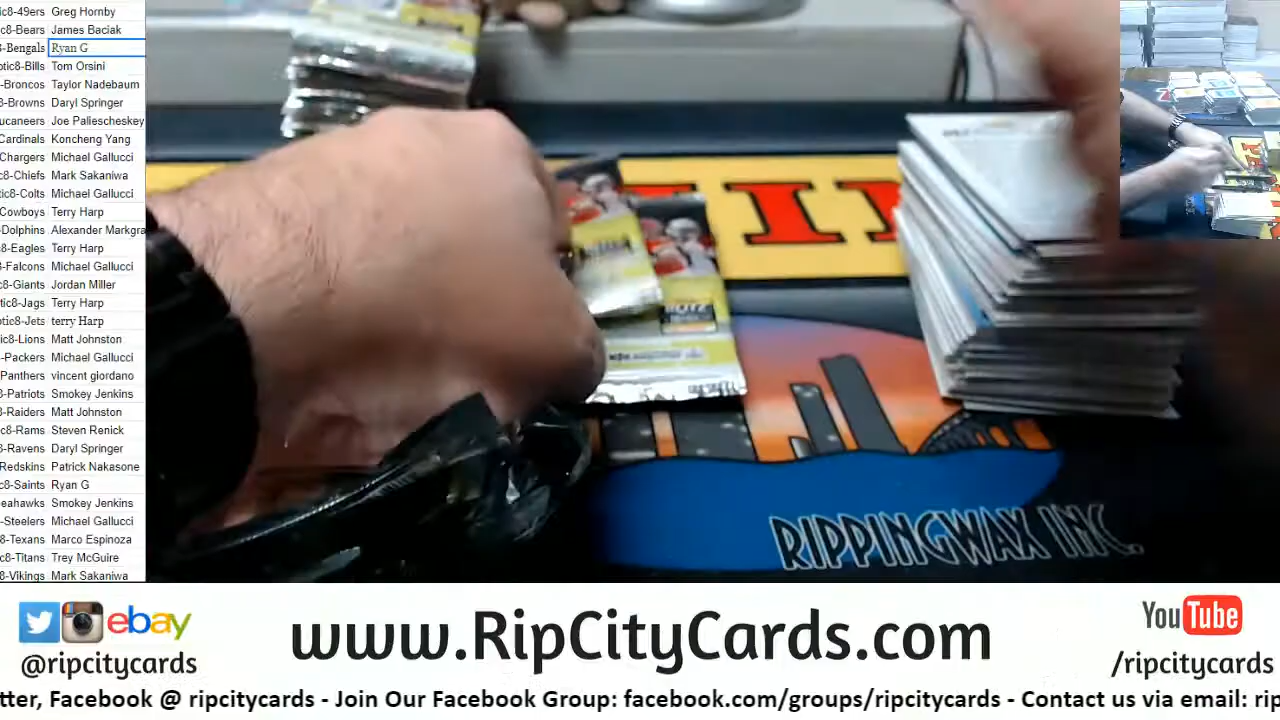 c8-49ers Greg Hornby
c8-Bears James Baciak
8-Bengals Ryan G
otic8-Bills Tom Orsini
-Broncos Taylor Nadebaum
8-Browns Daryl Springer
ucaneers Joe Paliescheskey
Cardinals Koncheng Yang
Chargers Michael Gallucci
c8-Chiefs Mark Sakaniwa
tic8-Colts Michael Gallucci
Cowboys Terry Harp
-Dolphins Alexander Markgra
c8-Eagles Terry Harp
8-Falcons Michael Gallucci
c8-Giants Jordan Miller
tic8-Jags Terry Harp
otic8-Jets terry Harp
ic8-Lions Matt Johnston
-Packers Michael Gallucci
Panthers vincent giordano
8-Patriots Smokey Jenkins
8-Raiders Matt Johnston
ic8-Rams Steven Renick
8-Ravens Daryl Springer
Redskins Patrick Nakasone
c8-Saints Ryan G
eahawks Smokey Jenkins
-Steelers Michael Gallucci
8-Texans Marco Espinoza
c8-Titans Trey McGuire
8-Vikings Mark Sakaniwa
RIPPINGWAX INC.
ebay
@ripcitycards
www.RipCityCards.com
YouTube
/ripcitycards
tter, Facebook @ ripcitycards - Join Our Facebook Group: facebook.com/groups/ripcitycards - Contact us via email: rip